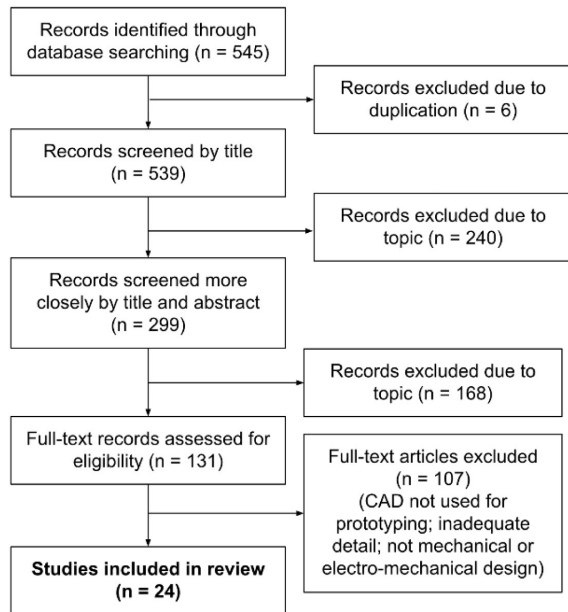 Records identified through
database searching (n = 545)
Records excluded due to
duplication (n = 6)
Records screened by title
(n = 539)
Records excluded due to
topic (n = 240)
Records screened more
closely by title and abstract
(n = 299)
Records excluded due to
topic (n = 168)
Full-text records assessed for
eligibility (n = 131)
Full-text articles excluded
(n = 107)
(CAD not used for
prototyping; inadequate
detail; not mechanical or
electro-mechanical design)
Studies included in review
(n = 24)